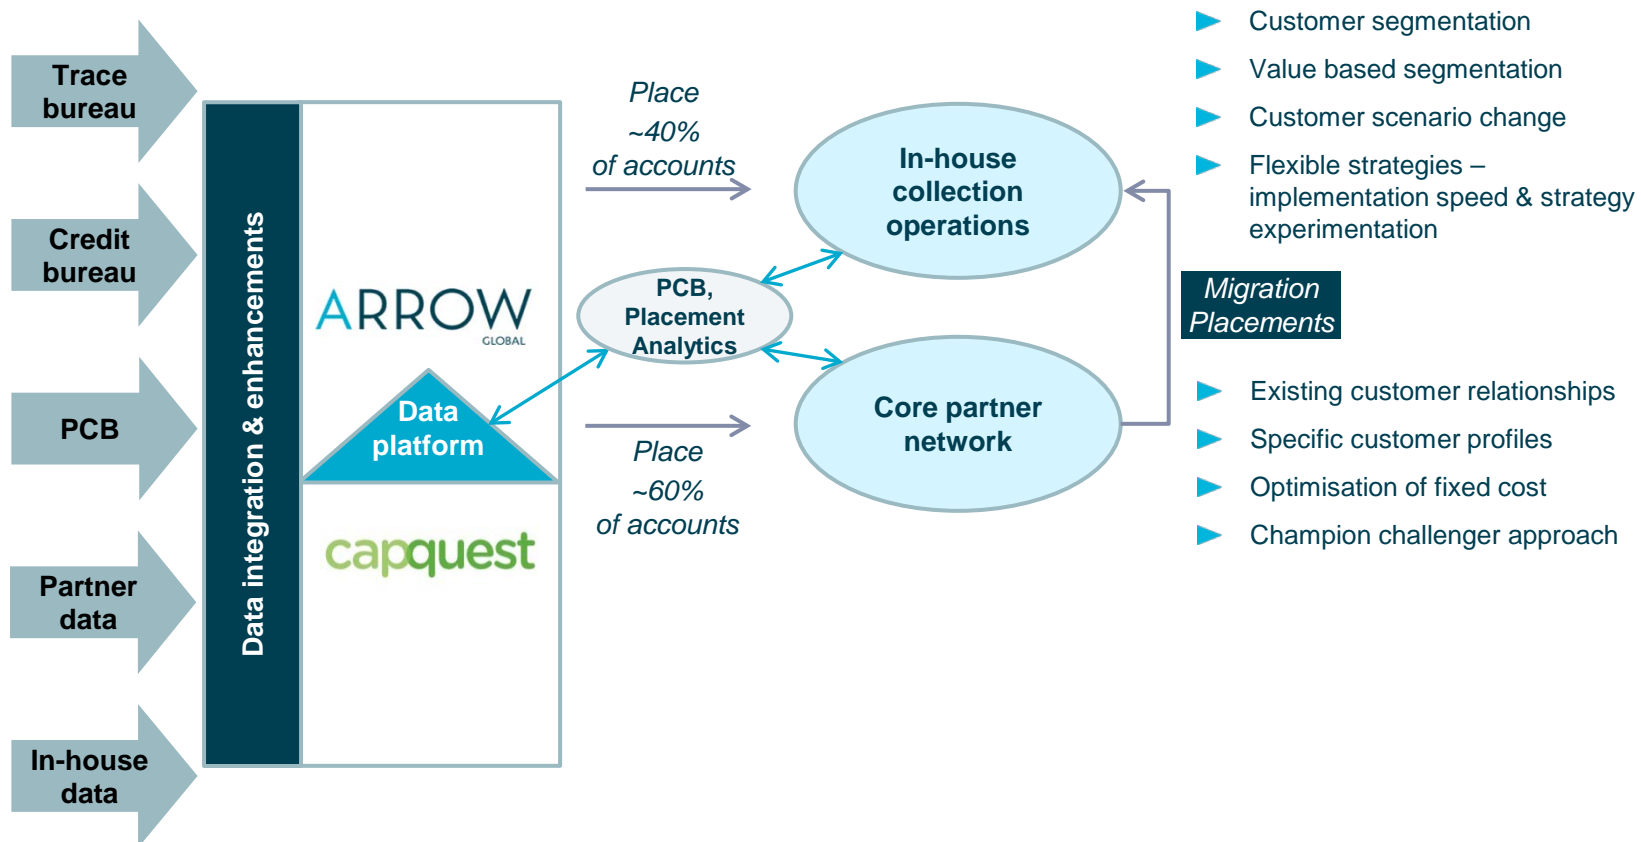 Trace
bureau
Credit
bureau
PCB
Partner
data
In-house
data
Data integration & enhancements
ARROW
GLOBAL
Data
platform
capquest
Place
~40%
of accounts
Place
~60%
of accounts
PCB,
Placement
Analytics
In-house
collection
operations
Core partner
network
Customer segmentation
Value based segmentation
Customer scenario change
Flexible strategies –
implementation speed & strategy
experimentation
Migration
Placements
Existing customer relationships
Specific customer profiles
Optimisation of fixed cost
Champion challenger approach